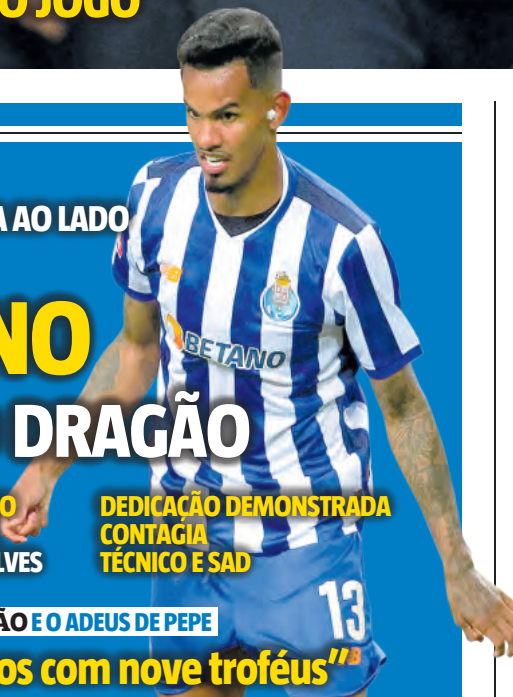 O JOGO
A AO LADO
NO
DRAGÃO
O
LVES
DEDICAÇÃO DEMONSTRADA
CONTAGIA
TÉCNICO E SAD
BETANO
13
ÃO E O ADEUS DE PEPE
os com nove troféus”